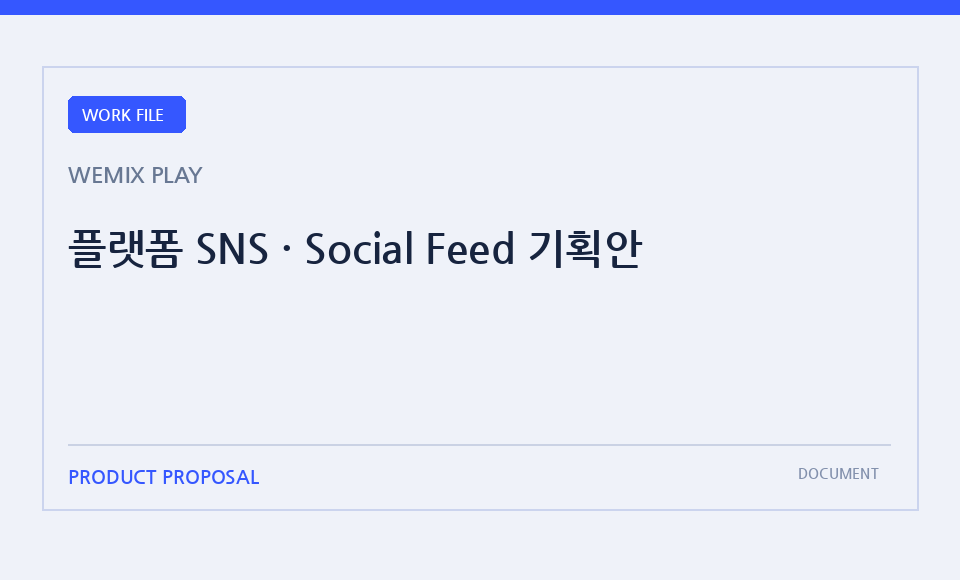 WORK FILE
WEMIX PLAY
플랫폼 SNS · Social Feed 기획안
PRODUCT PROPOSAL
DOCUMENT